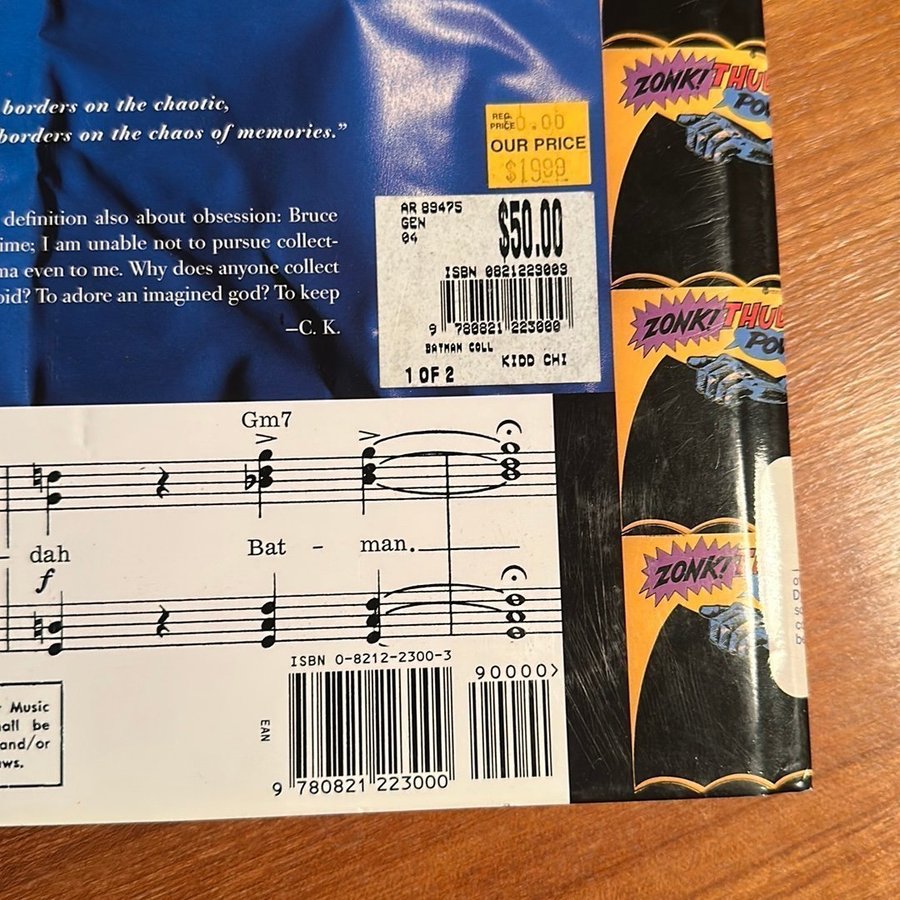 borders on the chaotic,
borders on the chaos of memories.”
definition also about obsession: Bruce
ime; I am unable not to pursue collect-
ma even to me. Why does anyone collect
oid? To adore an imagined god? To keep
—C. K.
REG. PRICE
OUR PRICE
AR 89475
$50.00
GEN
04
ISBN 0821223003
9 780821 223000
BATMAN COLL
KIDD CHI
1 OF 2
ZONK! THU
POW
ZONK! THU
POW
ZONK!
Gm7
- dah
Bat - man.
f
ISBN 0-8212-2300-3
90000>
EAN
9 780821 223000
Music
all be
and/or
ws.